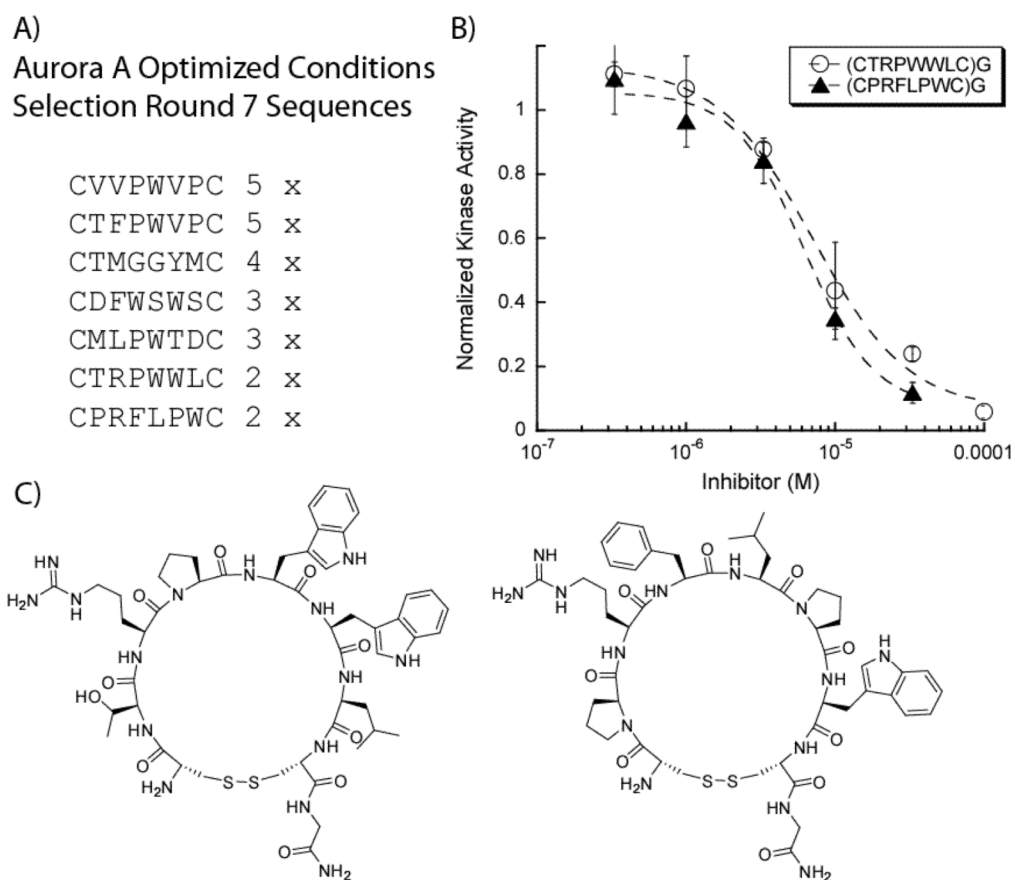 A)
Aurora A Optimized Conditions
Selection Round 7 Sequences
CVVPWVPC 5 x
CTFPWVPC 5 x
CTMGGYMC 4 x
CDFWSWSC 3 x
CMLPWTDC 3 x
CTRPWWLC 2 x
CPRFLPWC 2 x
B)
(CTRPWWLC)G
(CPRFLPWC)G
Normalized Kinase Activity
1
0.8
0.6
0.4
0.2
0
10-7
10-6
10-5
0.0001
Inhibitor (M)
C)
NH
HN
O
H
N
H2N
N
H
O
N
O
HN
O
NH
HN
O
O
NH
HO
NH
O
O
HN
H2N
S–S
O
HN
O
NH2
NH
O
H
N
H2N
N
H
HN
O
O
N
HN
O
NH
O
NH
N
O
O
HN
H
N
H2N
S–S
O
HN
O
NH2